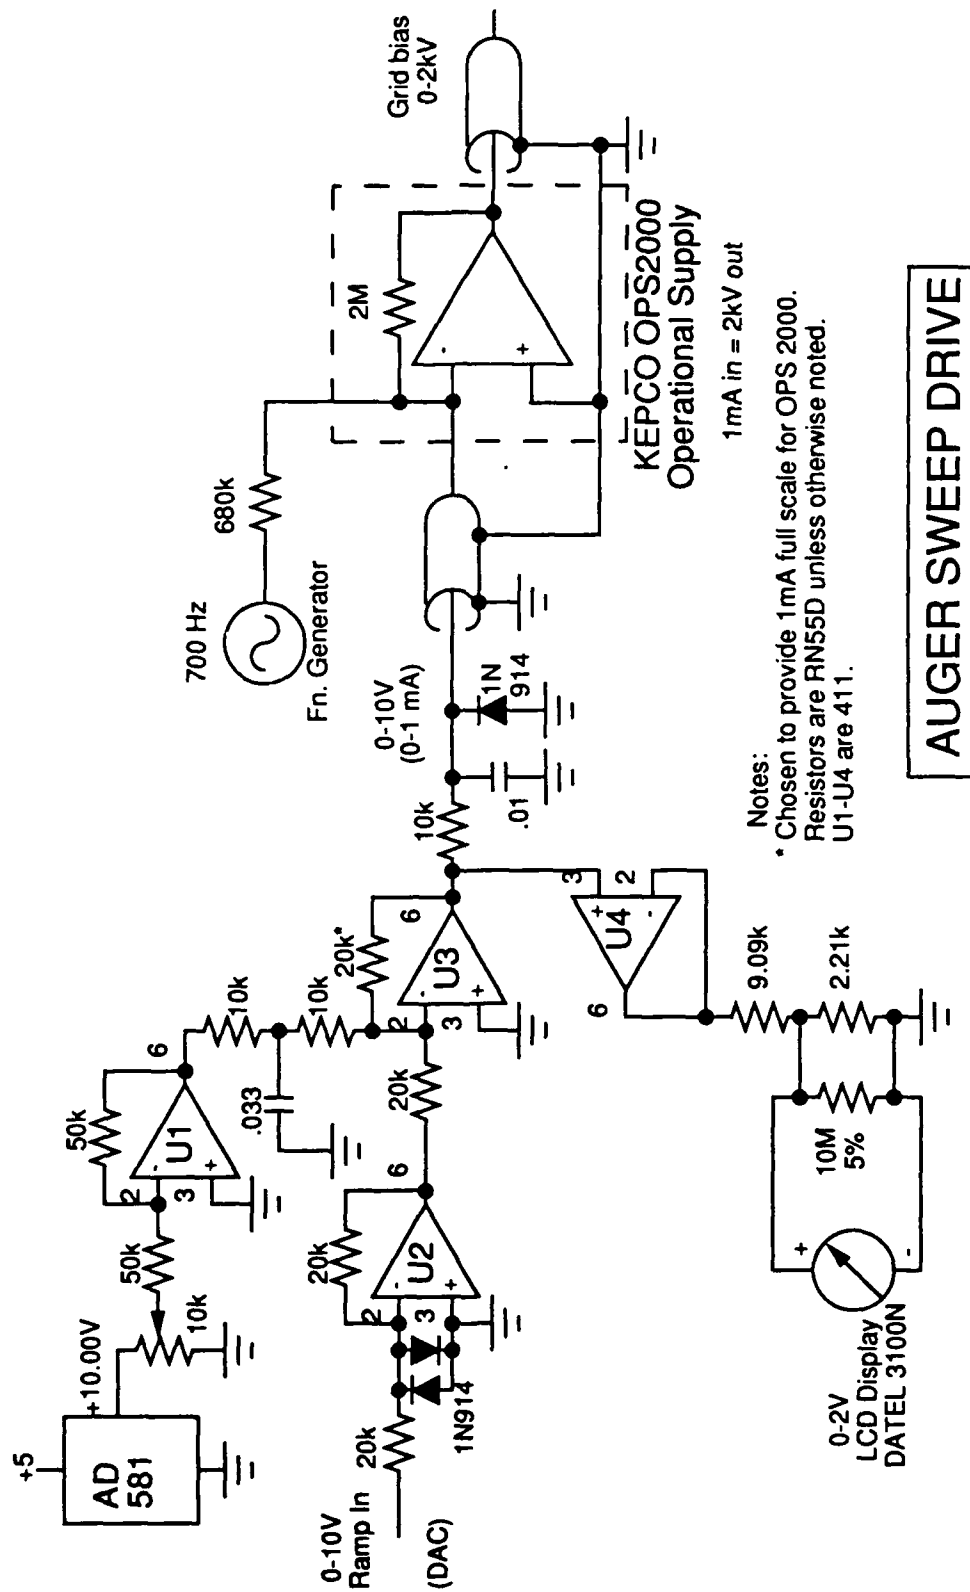 +5
AD
581
+10.00V
10k
50k
50k
2
3
-
+
U1
6
10k
.033
10k
0-10V
Ramp In
(DAC)
20k
1N914
2
3
-
+
U2
20k
6
20k
2
3
-
+
U3
20k*
6
10k
.01
1N
914
0-10V
(0-1 mA)
700 Hz
Fn. Generator
680k
2M
-
+
KEPCO OPS2000
Operational Supply
1mA in = 2kV out
Grid bias
0-2kV
3
2
+
-
U4
6
9.09k
2.21k
10M
5%
+
-
0-2V
LCD Display
DATEL 3100N
Notes:
* Chosen to provide 1mA full scale for OPS 2000.
Resistors are RN55D unless otherwise noted.
U1-U4 are 411.
AUGER SWEEP DRIVE